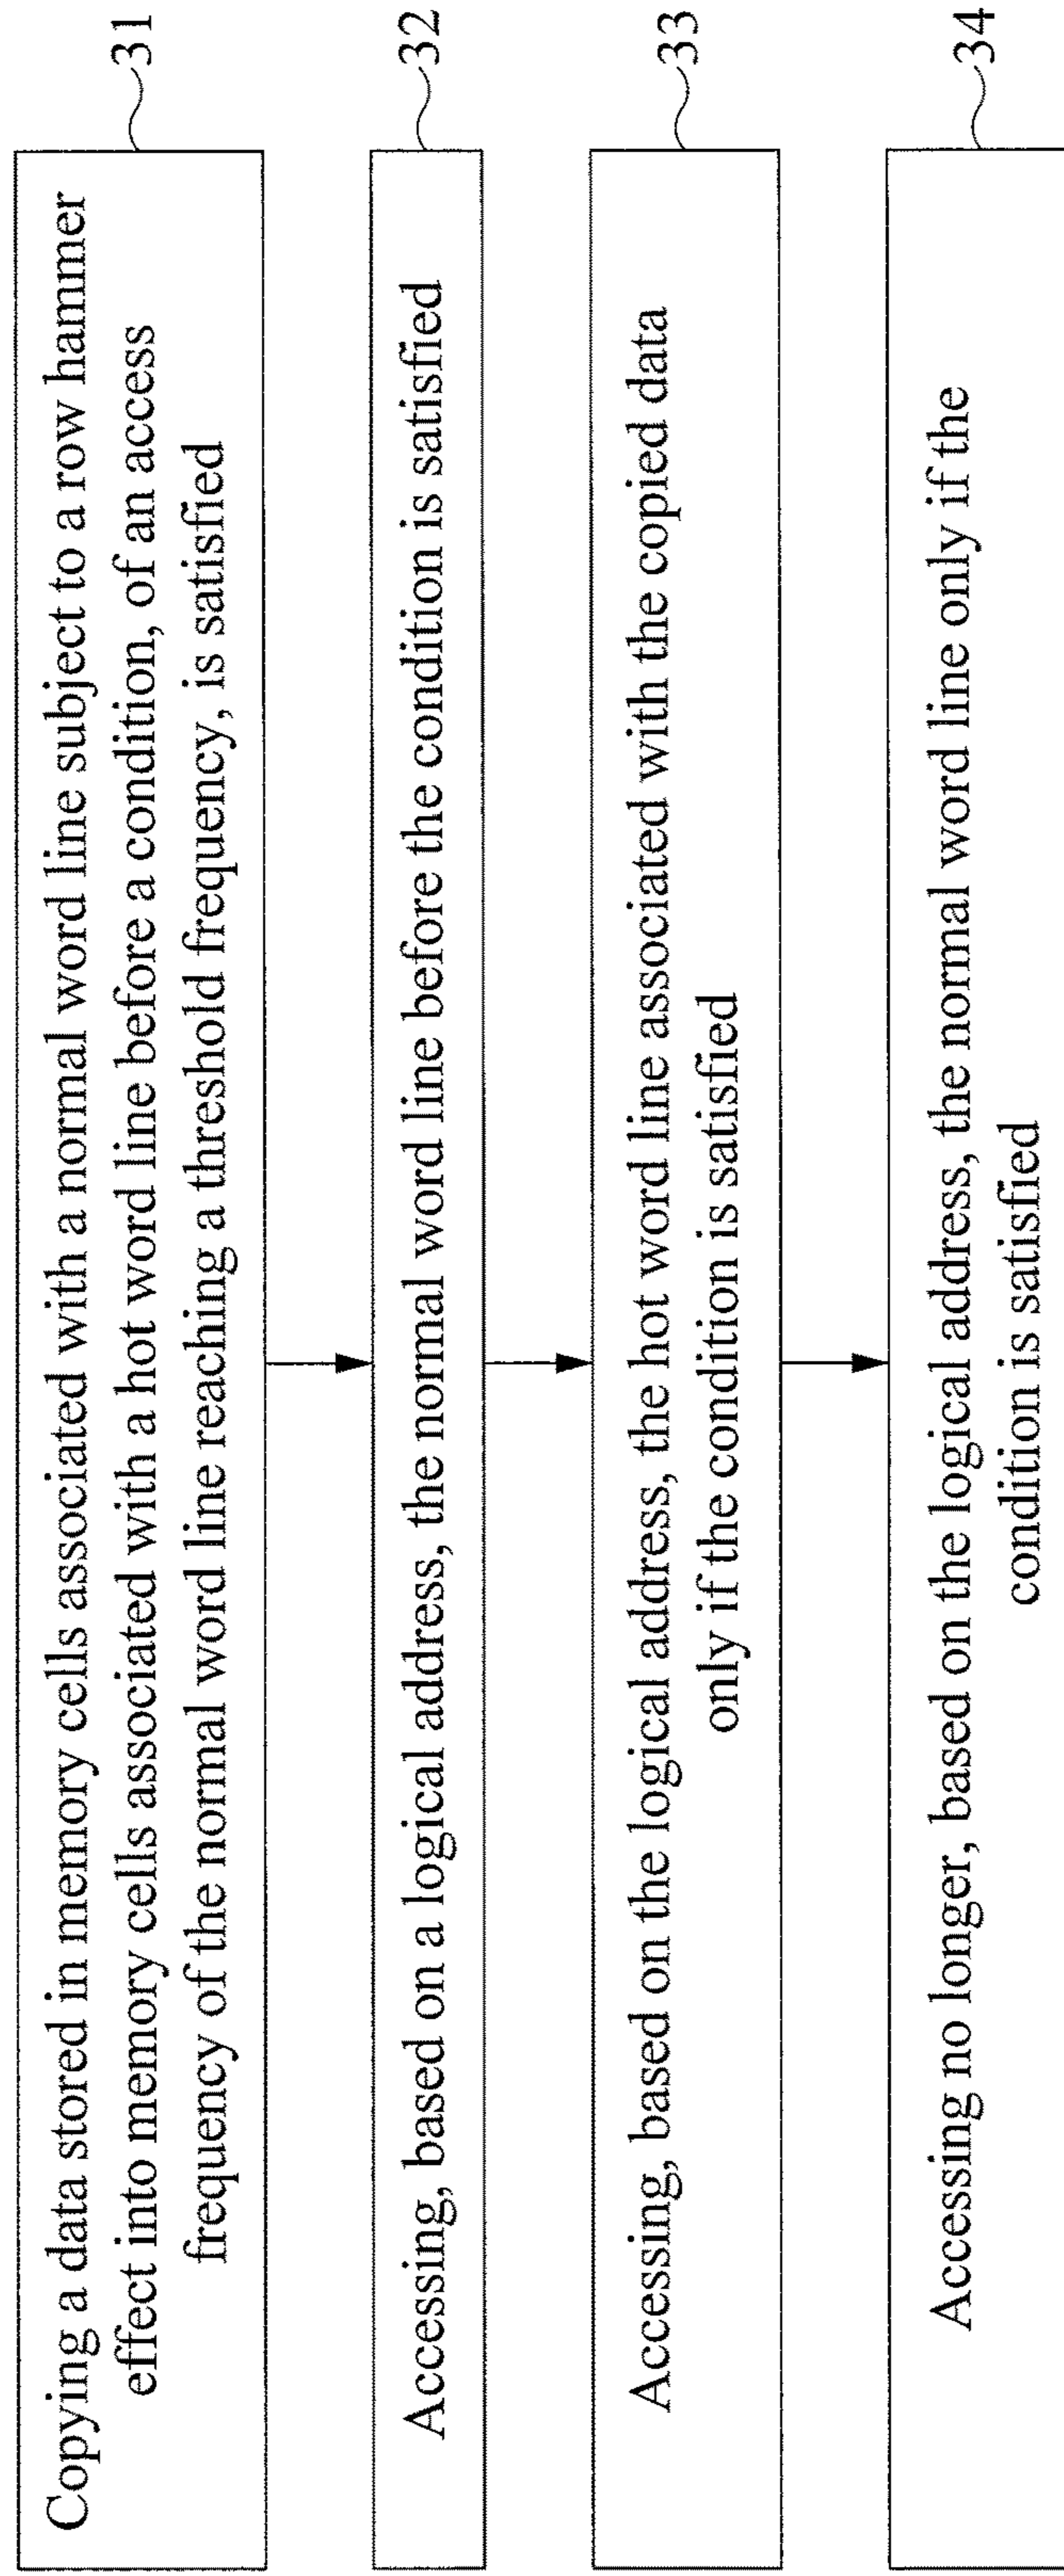 Copying a data stored in memory cells associated with a normal word line subject to a row hammer
effect into memory cells associated with a hot word line before a condition, of an access
frequency of the normal word line reaching a threshold frequency, is satisfied
31
Accessing, based on a logical address, the normal word line before the condition is satisfied
32
Accessing, based on the logical address, the hot word line associated with the copied data
only if the condition is satisfied
33
Accessing no longer, based on the logical address, the normal word line only if the
condition is satisfied
34